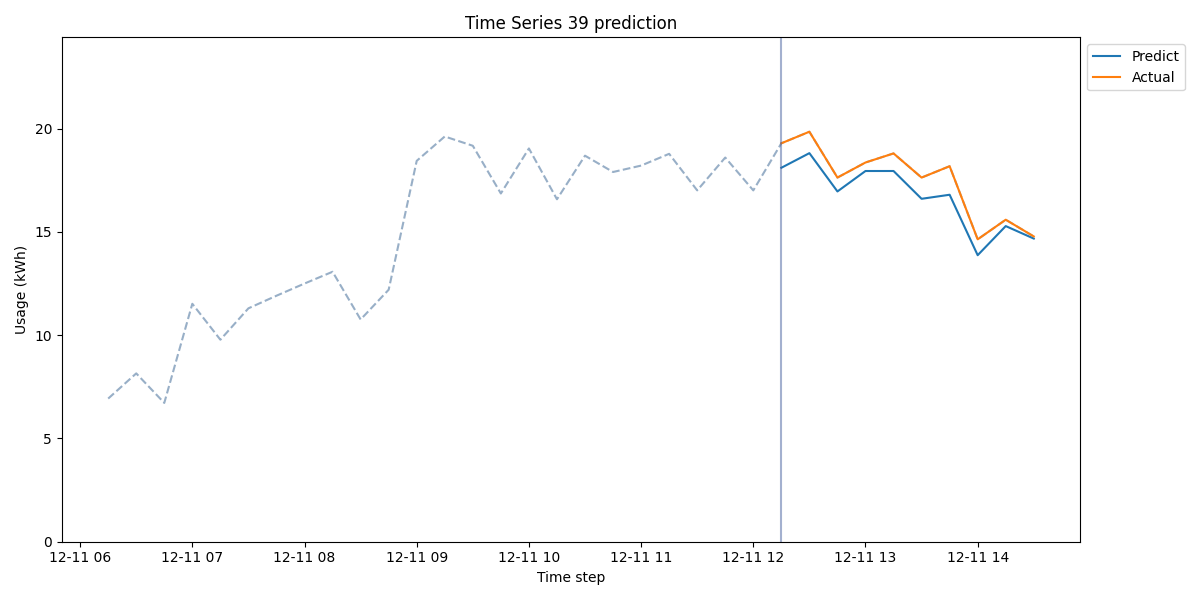 Time Series 39 prediction
Predict
Actual
Usage (kWh)
20
15
10
5
0
12-11 06
12-11 07
12-11 08
12-11 09
12-11 10
12-11 11
12-11 12
12-11 13
12-11 14
Time step